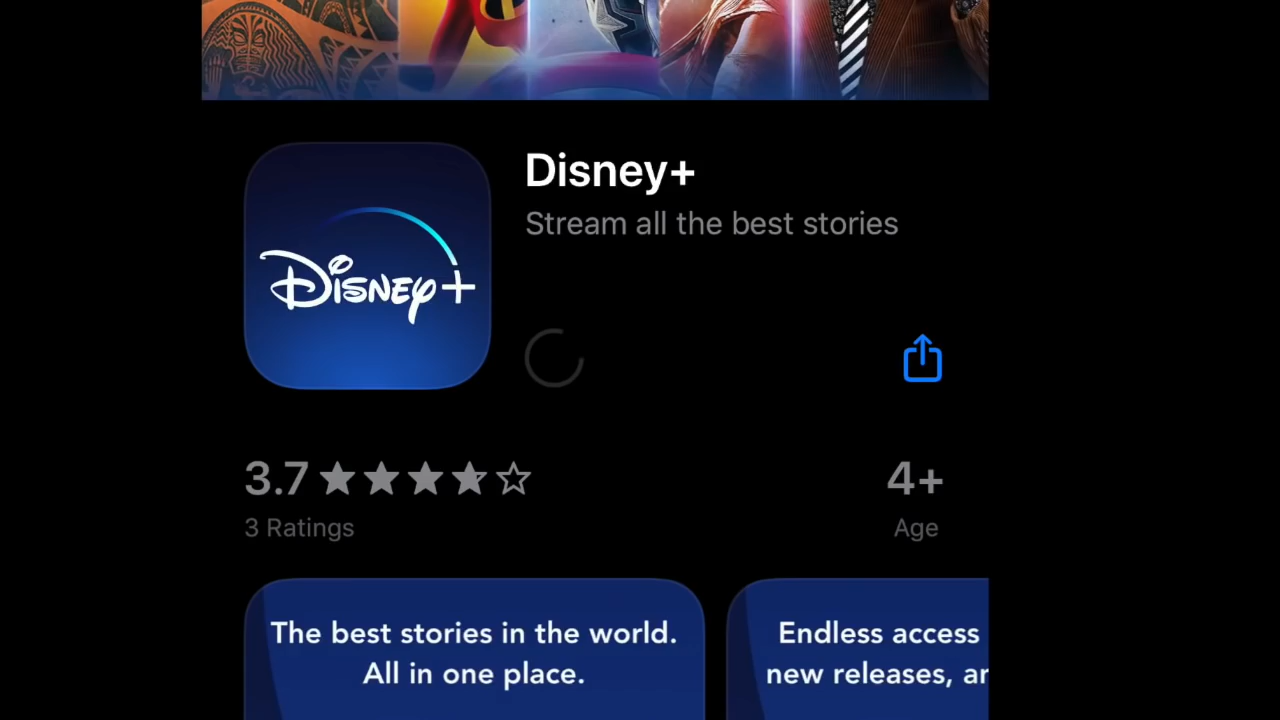 Disney+
Stream all the best stories
Disney+
3.7
4+
3 Ratings
Age
The best stories in the world.
All in one place.
Endless access
new releases, ar